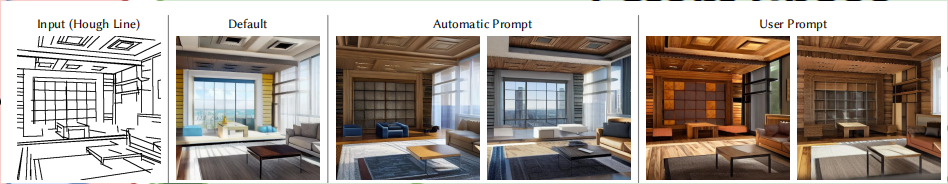 Input (Hough Line)
Default
Automatic Prompt
User Prompt